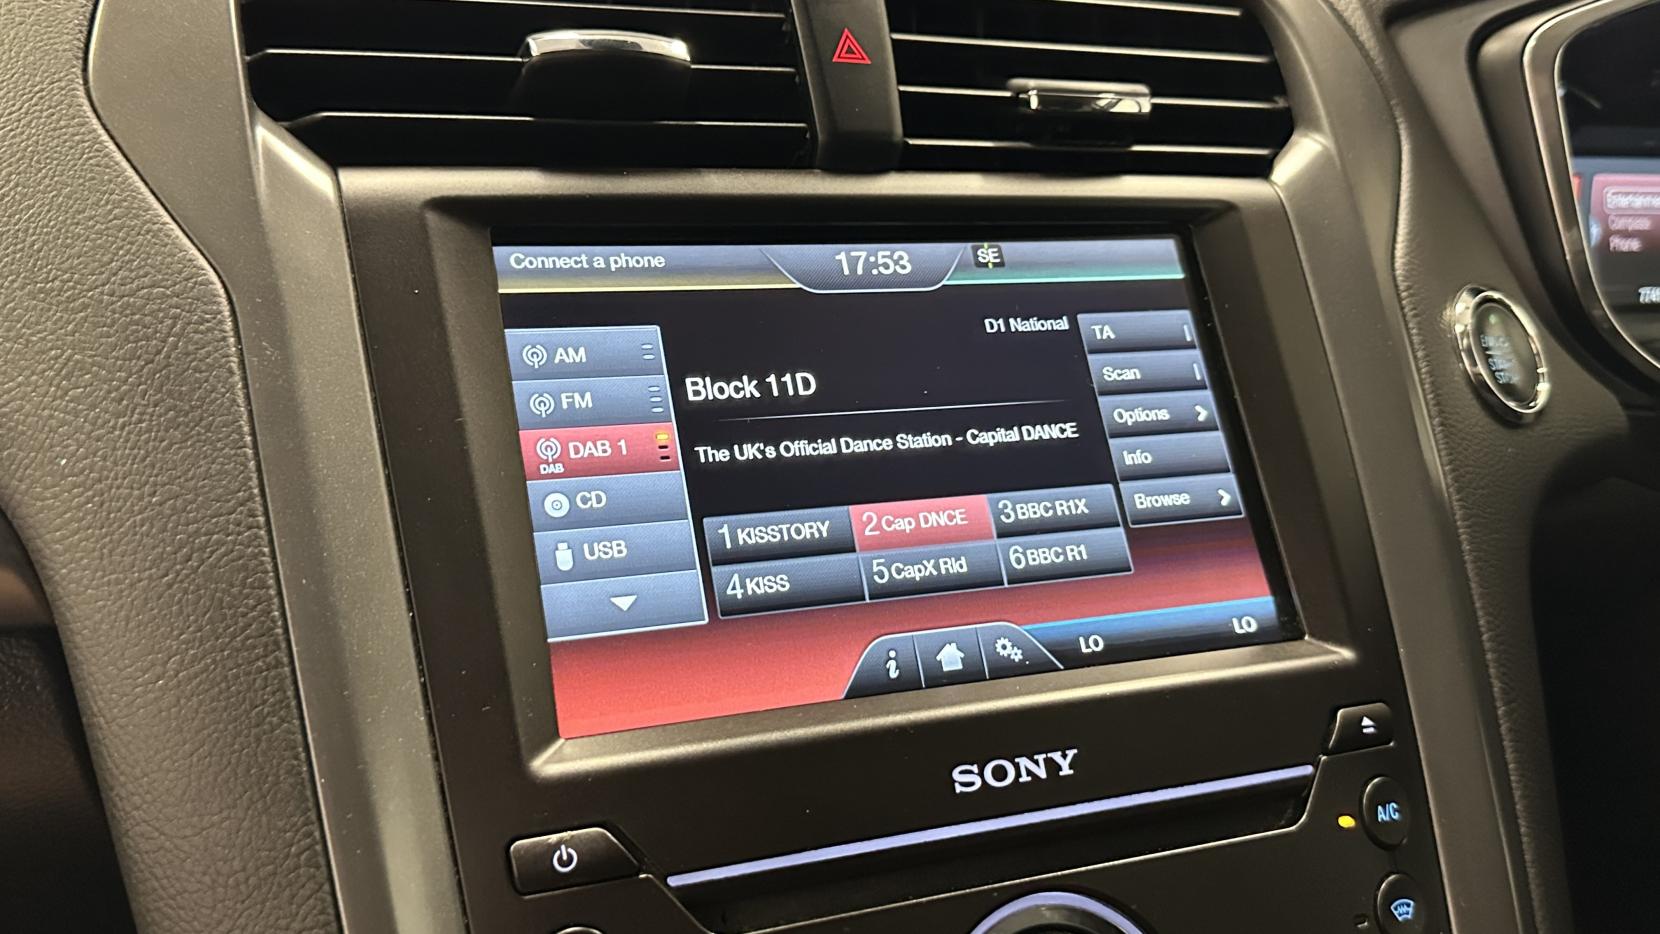 Connect a phone
17:53
SE
D1 National
AM
FM
DAB 1
DAB
CD
USB
Block 11D
The UK's Official Dance Station - Capital DANCE
1 KISSTORY
2 Cap DNCE
3 BBC R1X
4 KISS
5 CapX Rld
6 BBC R1
TA
Scan
Options
Info
Browse
i
LO
LO
SONY
A/C
Compass
Phone